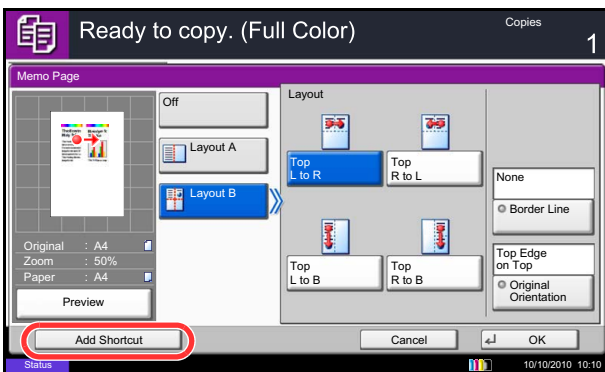 Ready to copy. (Full Color)
Copies
1
Memo Page
Off
Layout A
Layout B
Layout
Top
L to R
Top
R to L
Top
L to B
Top
R to B
None
Border Line
Top Edge
on Top
Original
Orientation
Original : A4
Zoom : 50%
Paper : A4
Preview
Add Shortcut
Cancel
OK
Status
10/10/2010 10:10